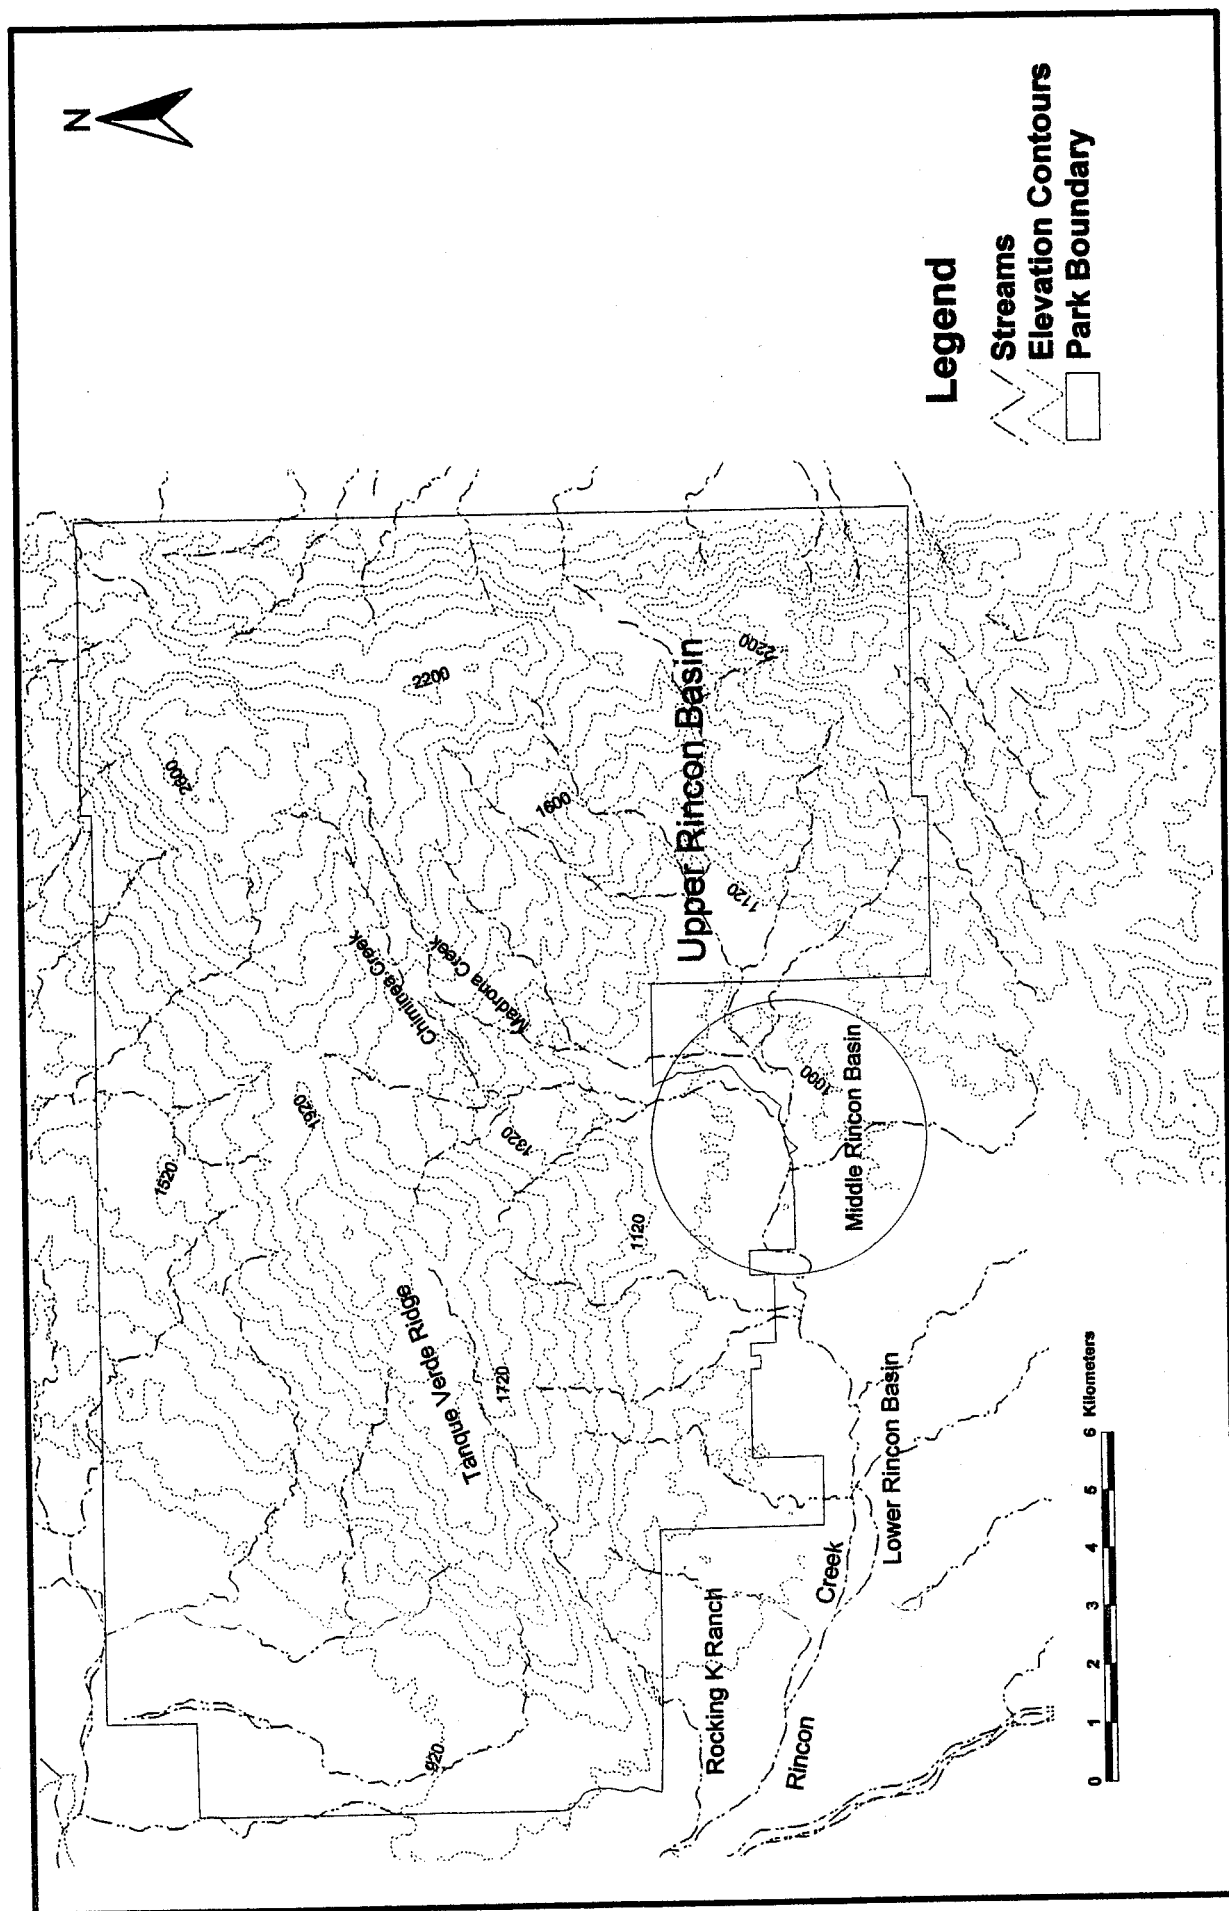 N
2600
2200
2200
1600
Upper Rincon Basin
1120
Chiminea Creek
Madrona Creek
1920
1520
1320
1120
1000
Middle Rincon Basin
Tanque Verde Ridge
1720
Lower Rincon Basin
Rocking K Ranch
Rincon
Creek
920
Legend
Streams
Elevation Contours
Park Boundary
0 1 2 3 4 5 6 Kilometers